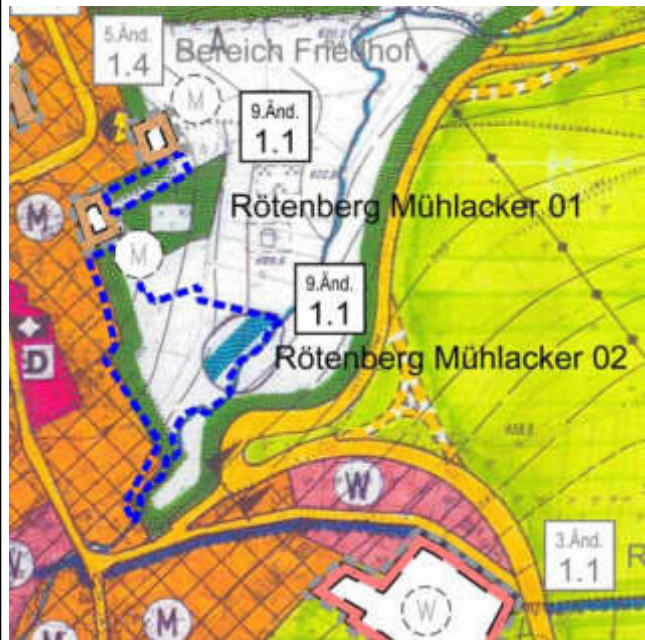 5.Änd.
1.4
A
Bereich Friedhof
M
9.Änd.
1.1
Rötenberg Mühlacker 01
M
M
9.Änd.
1.1
D
Rötenberg Mühlacker 02
W
3.Änd.
1.1
R
W
M
M